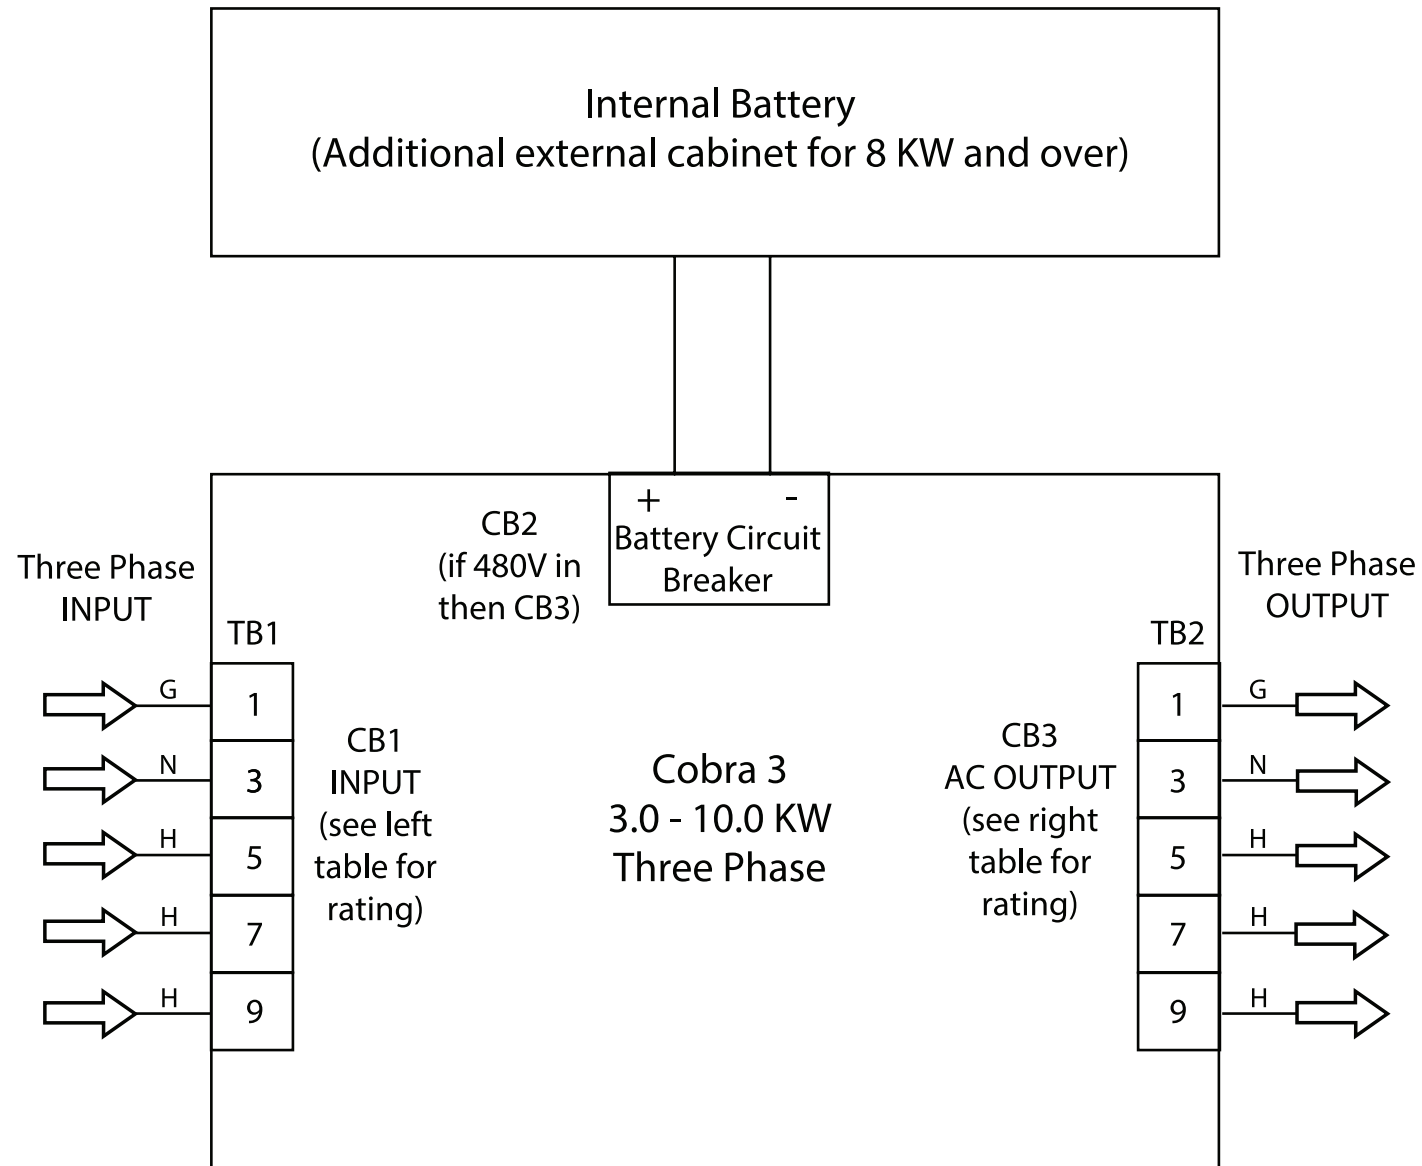 Internal Battery
(Additional external cabinet for 8 KW and over)
+ -
Battery Circuit
Breaker
CB2
(if 480V in
then CB3)
Three Phase
INPUT
TB1
G
1
N
3
H
5
H
7
H
9
CB1
INPUT
(see left
table for
rating)
Cobra 3
3.0 - 10.0 KW
Three Phase
CB3
AC OUTPUT
(see right
table for
rating)
Three Phase
OUTPUT
TB2
1
G
3
N
5
H
7
H
9
H